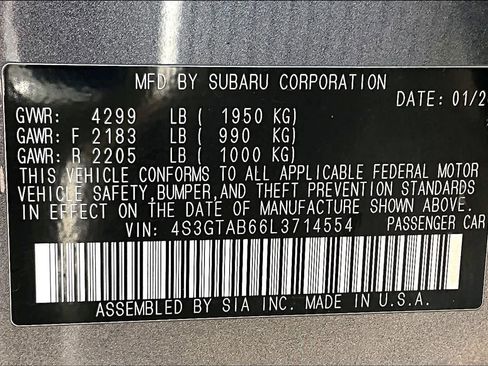 MFD BY SUBARU CORPORATION
DATE: 01/2
GVWR: 4299 LB ( 1950 KG)
GAWR: F 2183 LB ( 990 KG)
GAWR: R 2205 LB ( 1000 KG)
THIS VEHICLE CONFORMS TO ALL APPLICABLE FEDERAL MOTOR
VEHICLE SAFETY,BUMPER,AND THEFT PREVENTION STANDARDS
IN EFFECT ON THE DATE OF MANUFACTURE SHOWN ABOVE.
VIN: 4S3GTAB66L3714554 PASSENGER CAR
ASSEMBLED BY SIA INC. MADE IN U.S.A.